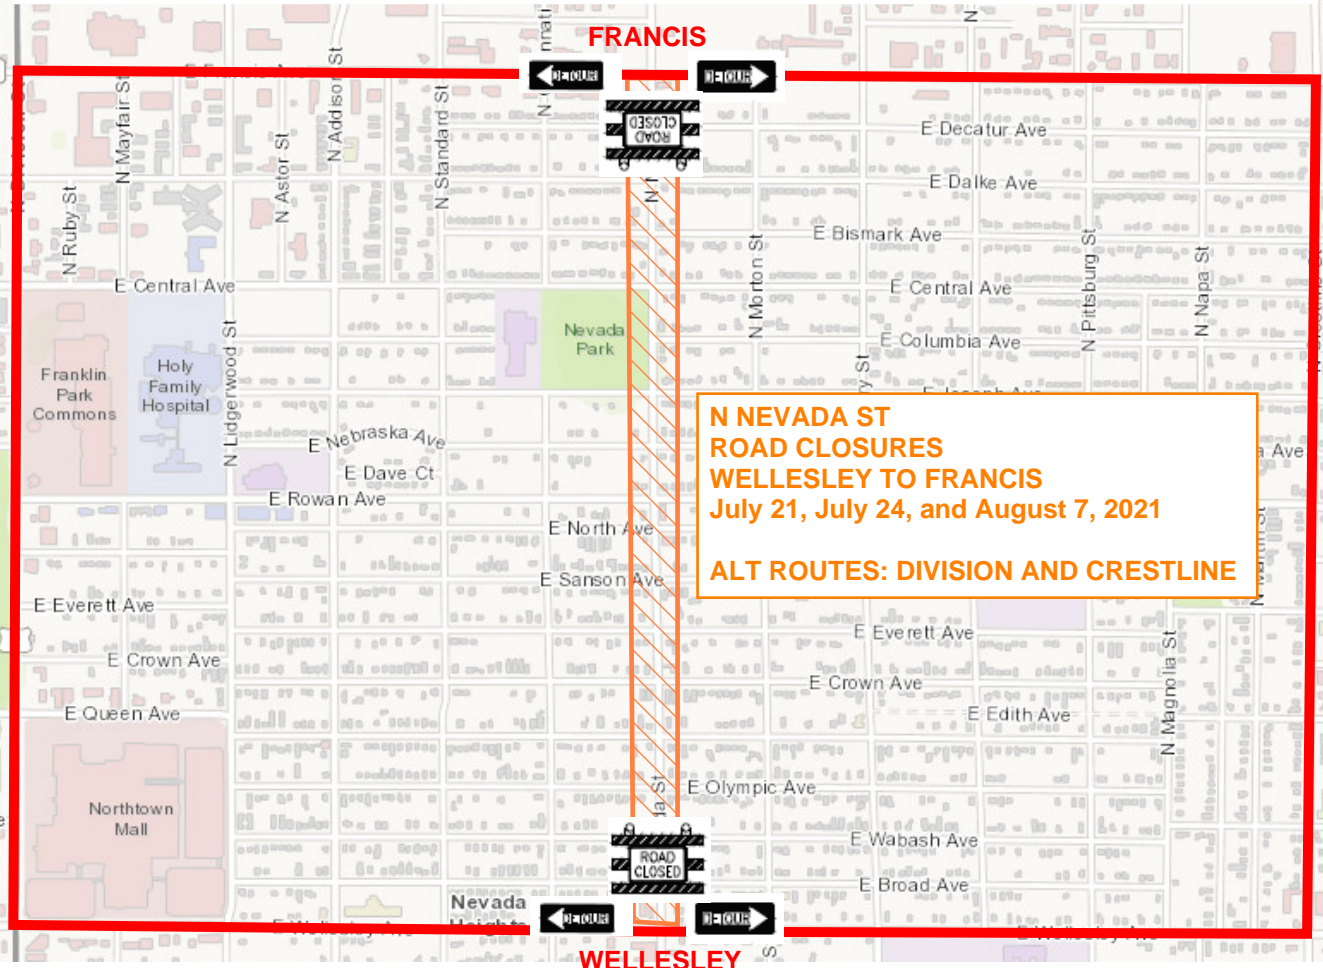 FRANCIS
DETOUR
DETOUR
ROAD
CLOSED
N Mayfair St
N Addison St
N Standard St
N Astor St
N Ruby St
E Decatur Ave
E Dalke Ave
E Bismark Ave
N Morton St
N Pittsburg St
N Napa St
E Central Ave
E Central Ave
E Columbia Ave
Nevada
Park
Franklin
Park
Commons
Holy
Family
Hospital
N Lidgerwood St
E Nebraska Ave
E Dave Ct
E Rowan Ave
N NEVADA ST
ROAD CLOSURES
WELLESLEY TO FRANCIS
July 21, July 24, and August 7, 2021
ALT ROUTES: DIVISION AND CRESTLINE
E North Ave
E Sanson Ave
E Everett Ave
E Everett Ave
E Crown Ave
E Crown Ave
E Queen Ave
E Edith Ave
N Magnolia St
E Olympic Ave
Northtown
Mall
E Wabash Ave
ROAD
CLOSED
E Broad Ave
Nevada
Heights
DETOUR
DETOUR
E Wellesley Ave
E Wellesley Ave
WELLESLEY